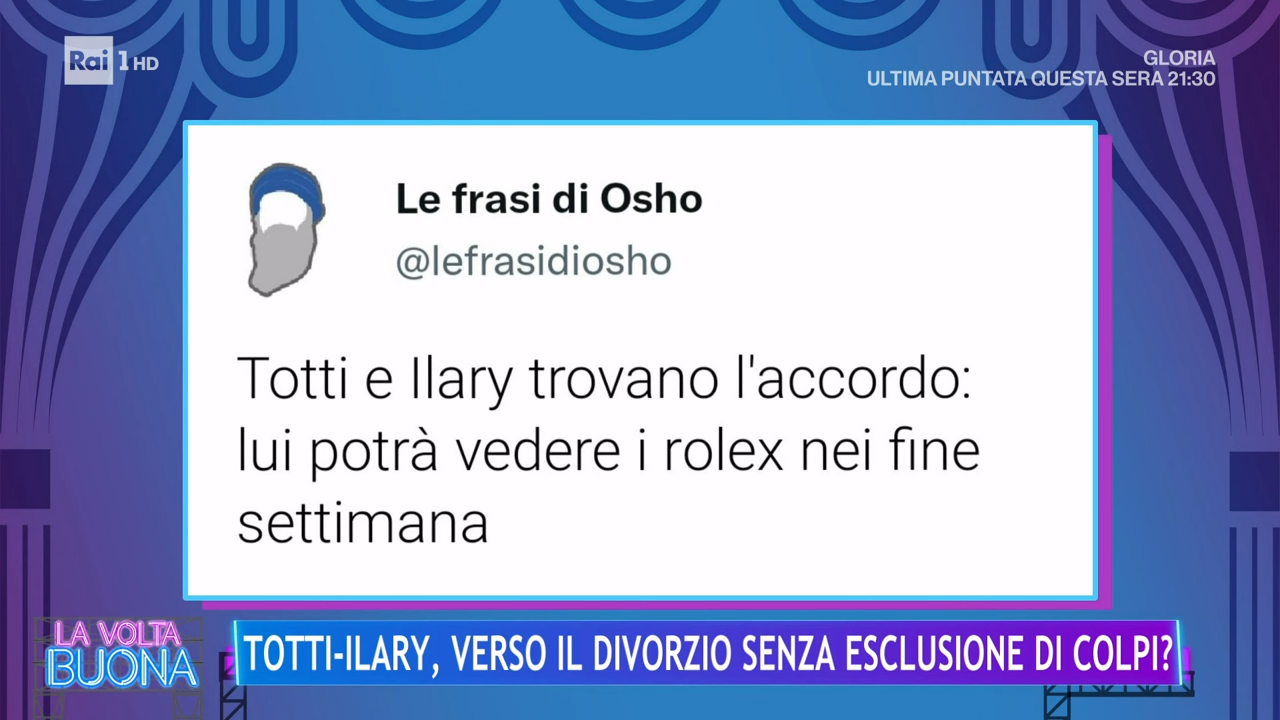 Rai 1 HD
GLORIA
ULTIMA PUNTATA QUESTA SERA 21:30
Le frasi di Osho
@lefrasidiosho
Totti e Ilary trovano l'accordo:
lui potrà vedere i rolex nei fine
settimana
LA VOLTA
BUONA
TOTTI-ILARY, VERSO IL DIVORZIO SENZA ESCLUSIONE DI COLPI?